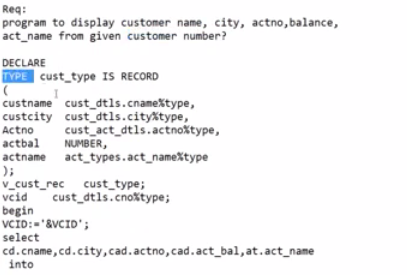 Req:
program to display customer name, city, actno,balance,
act_name from given customer number?
DECLARE
TYPE cust_type IS RECORD
(
custname cust_dtls.cname%type,
custcity cust_dtls.city%type,
Actno cust_act_dtls.actno%type,
actbal NUMBER,
actname act_types.act_name%type
);
v_cust_rec cust_type;
vcid cust_dtls.cno%type;
begin
VCID:='&VCID';
select
cd.cname,cd.city,cad.actno,cad.act_bal,at.act_name
into